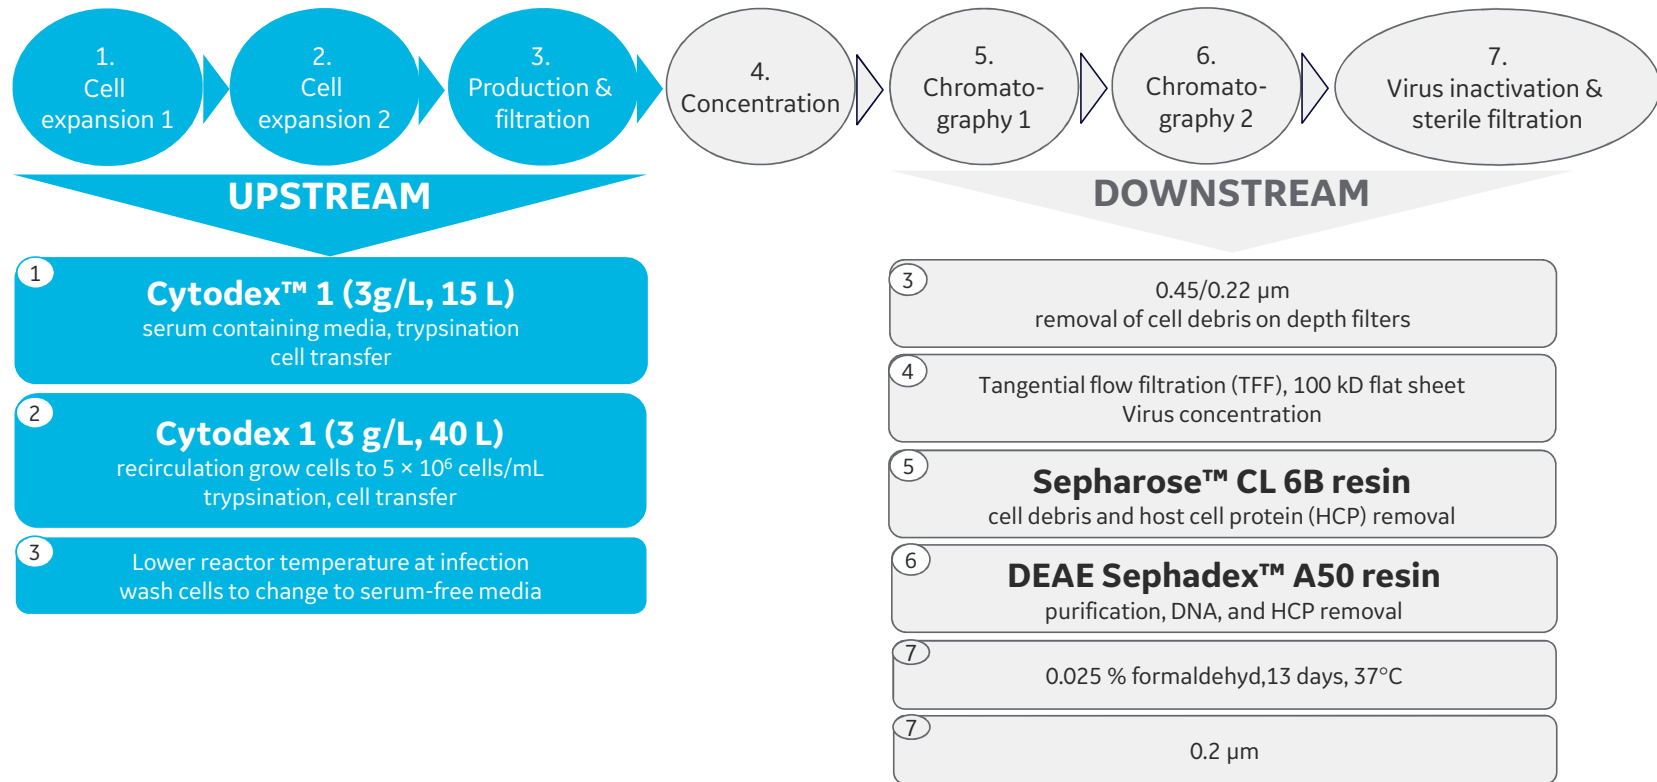 1.
Cell
expansion 1
2.
Cell
expansion 2
3.
Production &
filtration
4.
Concentration
5.
Chromato-
graphy 1
6.
Chromato-
graphy 2
7.
Virus inactivation &
sterile filtration
UPSTREAM
DOWNSTREAM
1
Cytodex™ 1 (3g/L, 15 L)
serum containing media, trypsination
cell transfer
2
Cytodex 1 (3 g/L, 40 L)
recirculation grow cells to 5 × 10⁶ cells/mL
trypsination, cell transfer
3
Lower reactor temperature at infection
wash cells to change to serum-free media
3
0.45/0.22 µm
removal of cell debris on depth filters
4
Tangential flow filtration (TFF), 100 kD flat sheet
Virus concentration
5
Sepharose™ CL 6B resin
cell debris and host cell protein (HCP) removal
6
DEAE Sephadex™ A50 resin
purification, DNA, and HCP removal
7
0.025 % formaldehyd,13 days, 37°C
7
0.2 µm